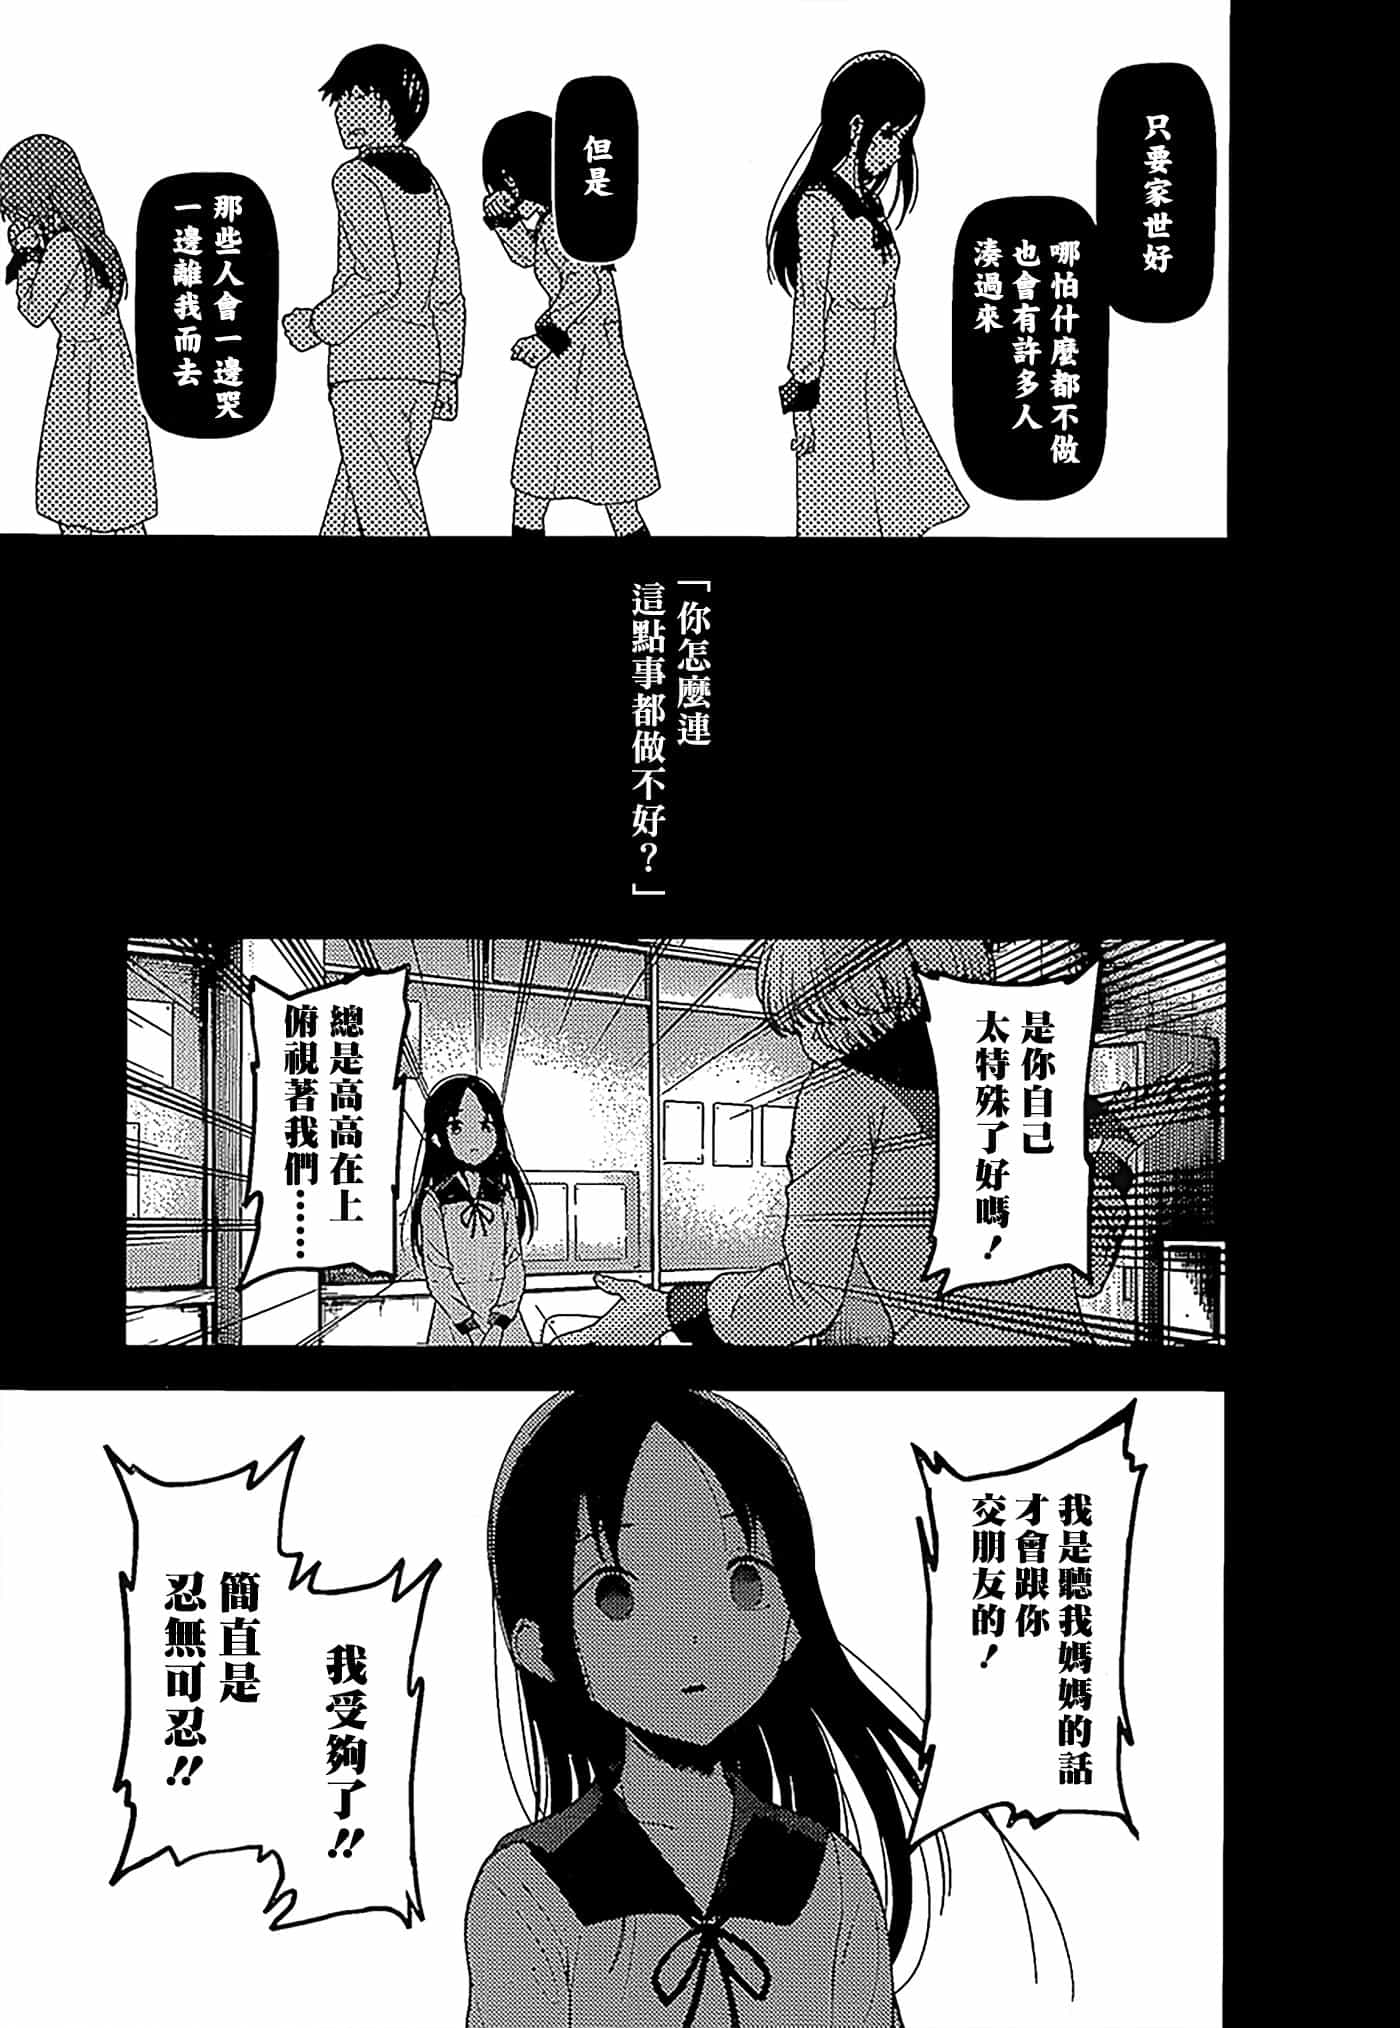 只要家世好
哪怕什麼都不做
也會有許多人
湊過來
但是
那些人會一邊哭
一邊離我而去
「你怎麼連
這點事都做不好？」
是你自己
太特殊了好嗎！
總是高高在上
俯視著我們……
我是聽我媽媽的話
才會跟你
交朋友的！
我受夠了！！
簡直是
忍無可忍！！